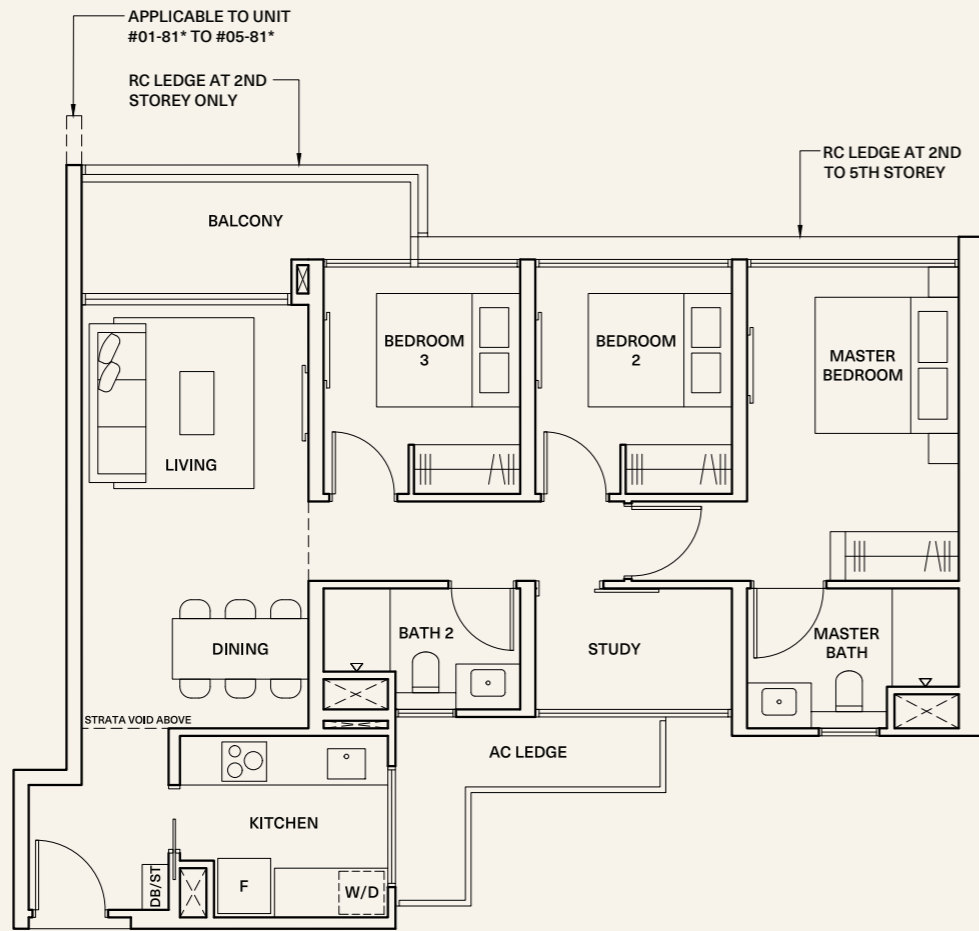 APPLICABLE TO UNIT
#01-81* TO #05-81*
RC LEDGE AT 2ND
STOREY ONLY
RC LEDGE AT 2ND
TO 5TH STOREY
BALCONY
BEDROOM
3
BEDROOM
2
MASTER
BEDROOM
LIVING
DINING
BATH 2
STUDY
MASTER
BATH
STRATA VOID ABOVE
AC LEDGE
KITCHEN
DB/ST
F
W/D